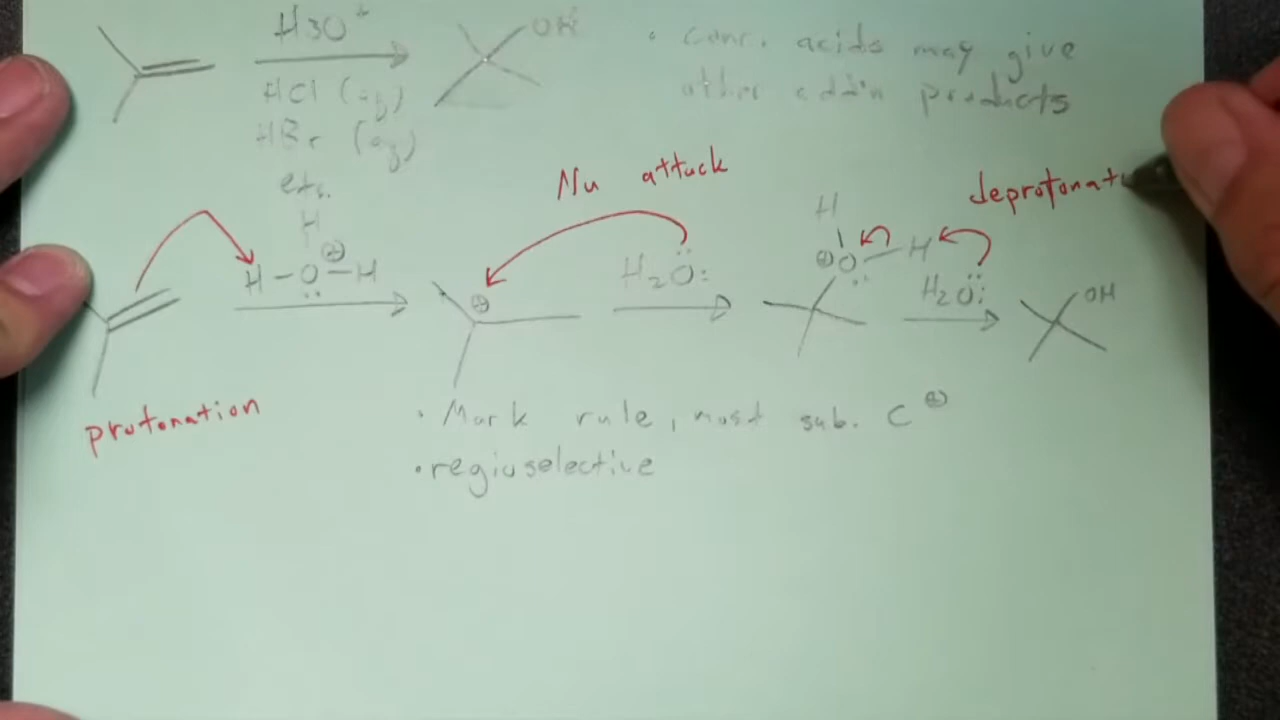 H3O+ OH • conc. acids may give
HCl (aq) other add'n products
HBr (aq)
etc.
Nu attack deprotonat
H H
H–O–H ⊕ ⊕ H2O: ⊕O H H2O: OH
protonation
• Mark rule, most sub. C⊕
• regioselective